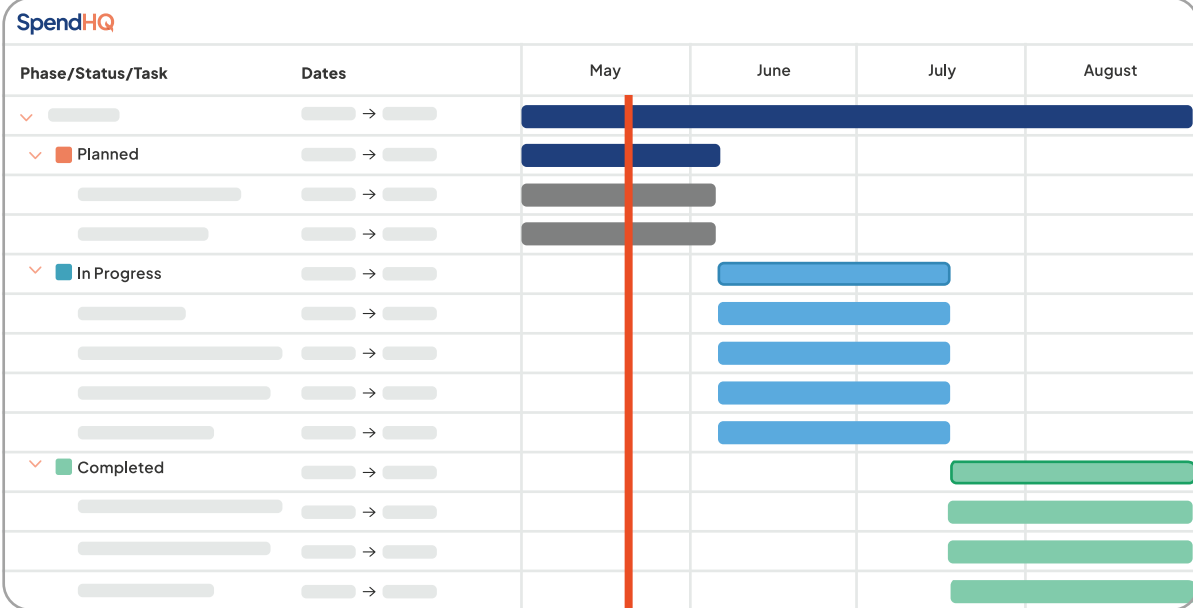 SpendHQ
Phase/Status/Task Dates May June July August
Planned
In Progress
Completed